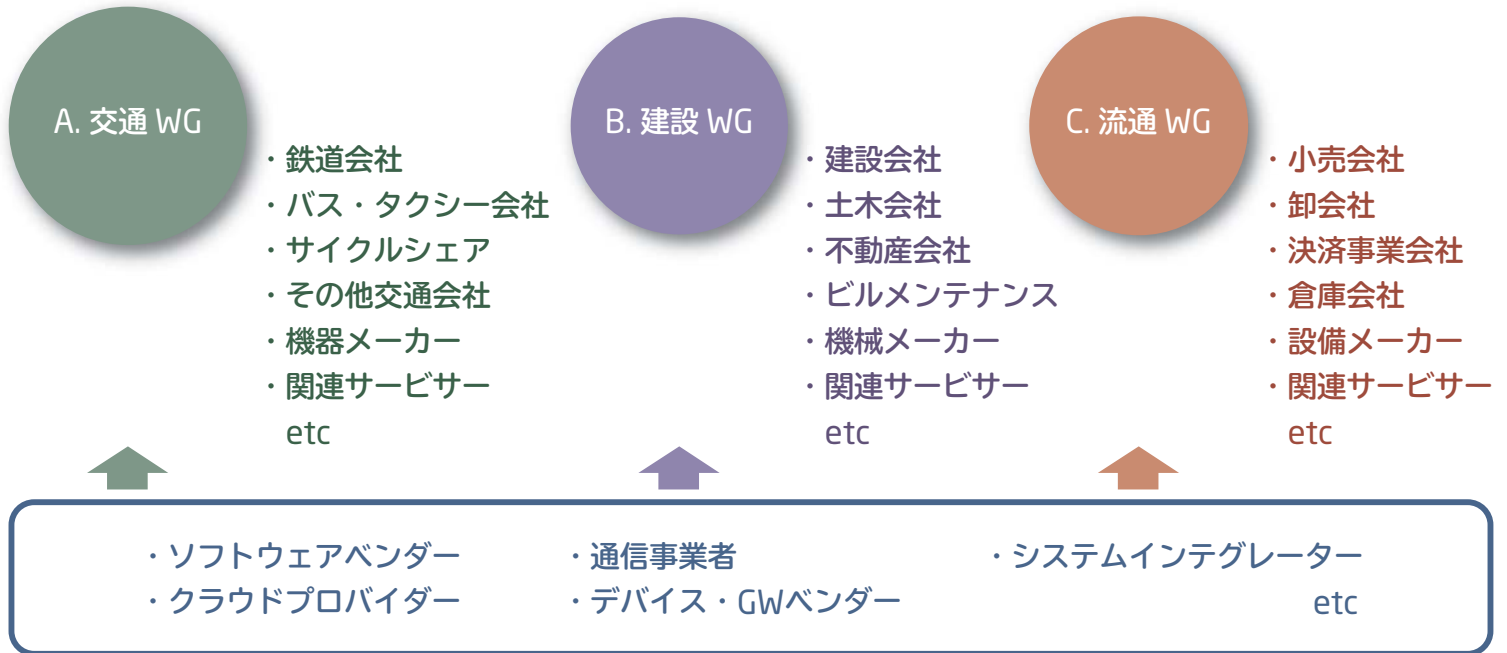 A. 交通 WG
・鉄道会社
・バス・タクシー会社
・サイクルシェア
・その他交通会社
・機器メーカー
・関連サービサー
etc
B. 建設 WG
・建設会社
・土木会社
・不動産会社
・ビルメンテナンス
・機械メーカー
・関連サービサー
etc
C. 流通 WG
・小売会社
・卸会社
・決済事業会社
・倉庫会社
・設備メーカー
・関連サービサー
etc
・ソフトウェアベンダー
・クラウドプロバイダー
・通信事業者
・デバイス・GWベンダー
・システムインテグレーター
etc